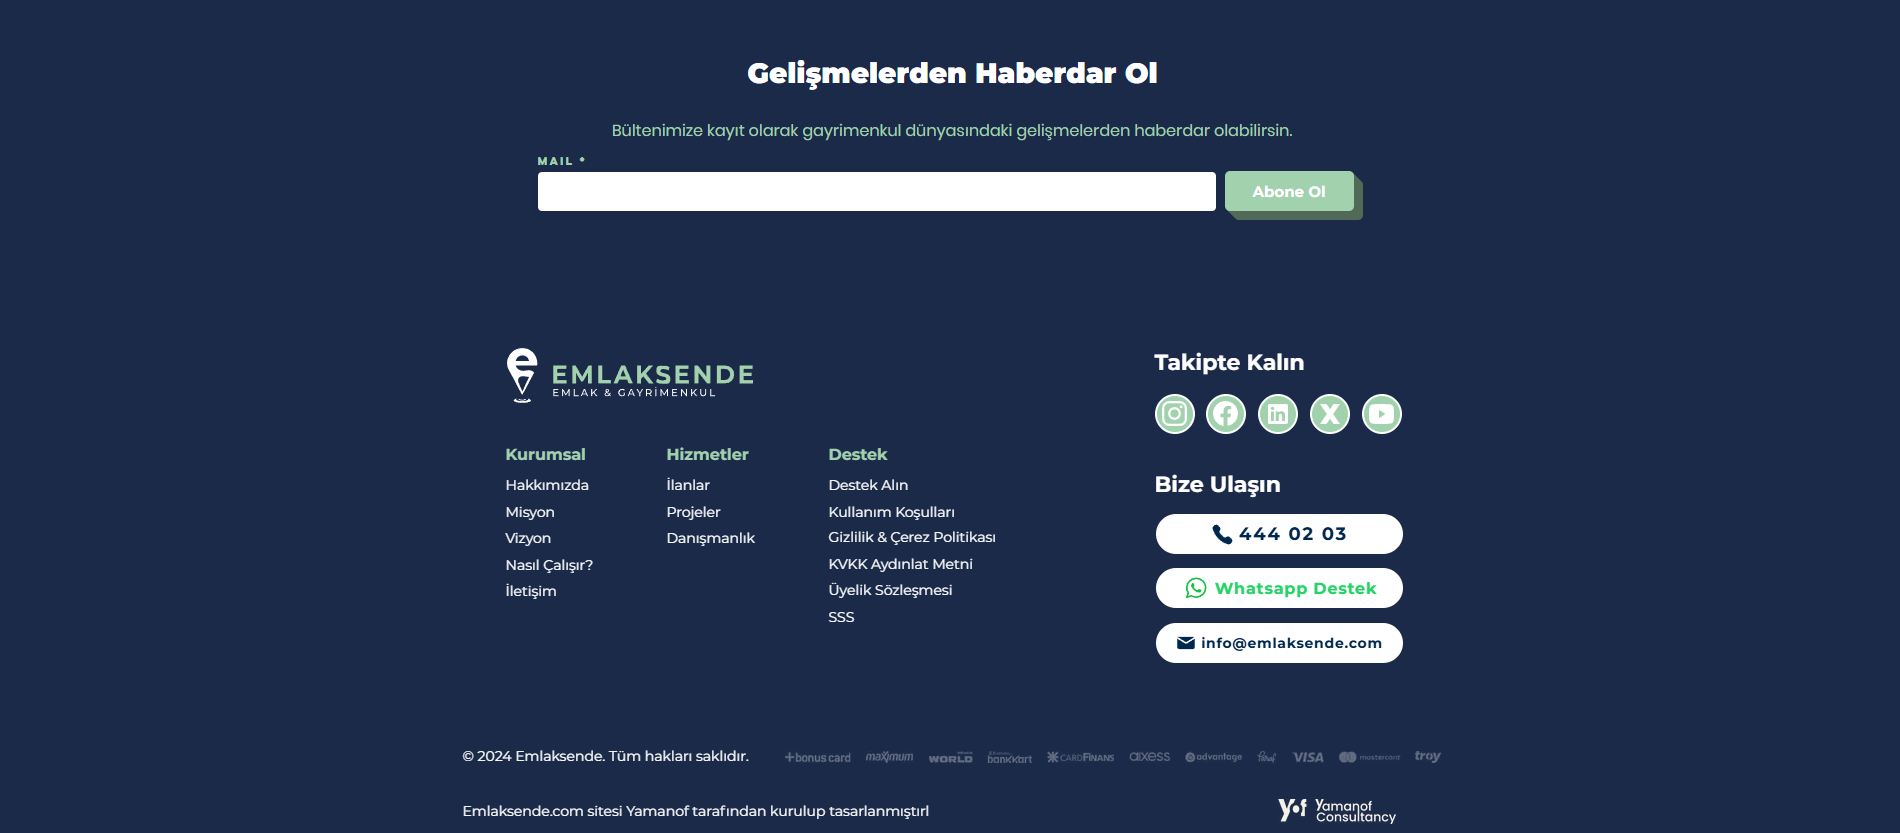 Gelişmelerden Haberdar Ol
Bültenimize kayıt olarak gayrimenkul dünyasındaki gelişmelerden haberdar olabilirsin.
MAIL *
Abone Ol
EMLAKSENDE
EMLAK & GAYRİMENKUL
Kurumsal
Hakkımızda
Misyon
Vizyon
Nasıl Çalışır?
İletişim
Hizmetler
İlanlar
Projeler
Danışmanlık
Destek
Destek Alın
Kullanım Koşulları
Gizlilik & Çerez Politikası
KVKK Aydınlat Metni
Üyelik Sözleşmesi
SSS
Takipte Kalın
Bize Ulaşın
444 02 03
Whatsapp Destek
info@emlaksende.com
© 2024 Emlaksende. Tüm hakları saklıdır.
bonus card maximum WORLD bankkart CARDFINANS axess advantage paraf VISA mastercard troy
Emlaksende.com sitesi Yamanof tarafından kurulup tasarlanmıştırl
yof Yamanof
Consultancy